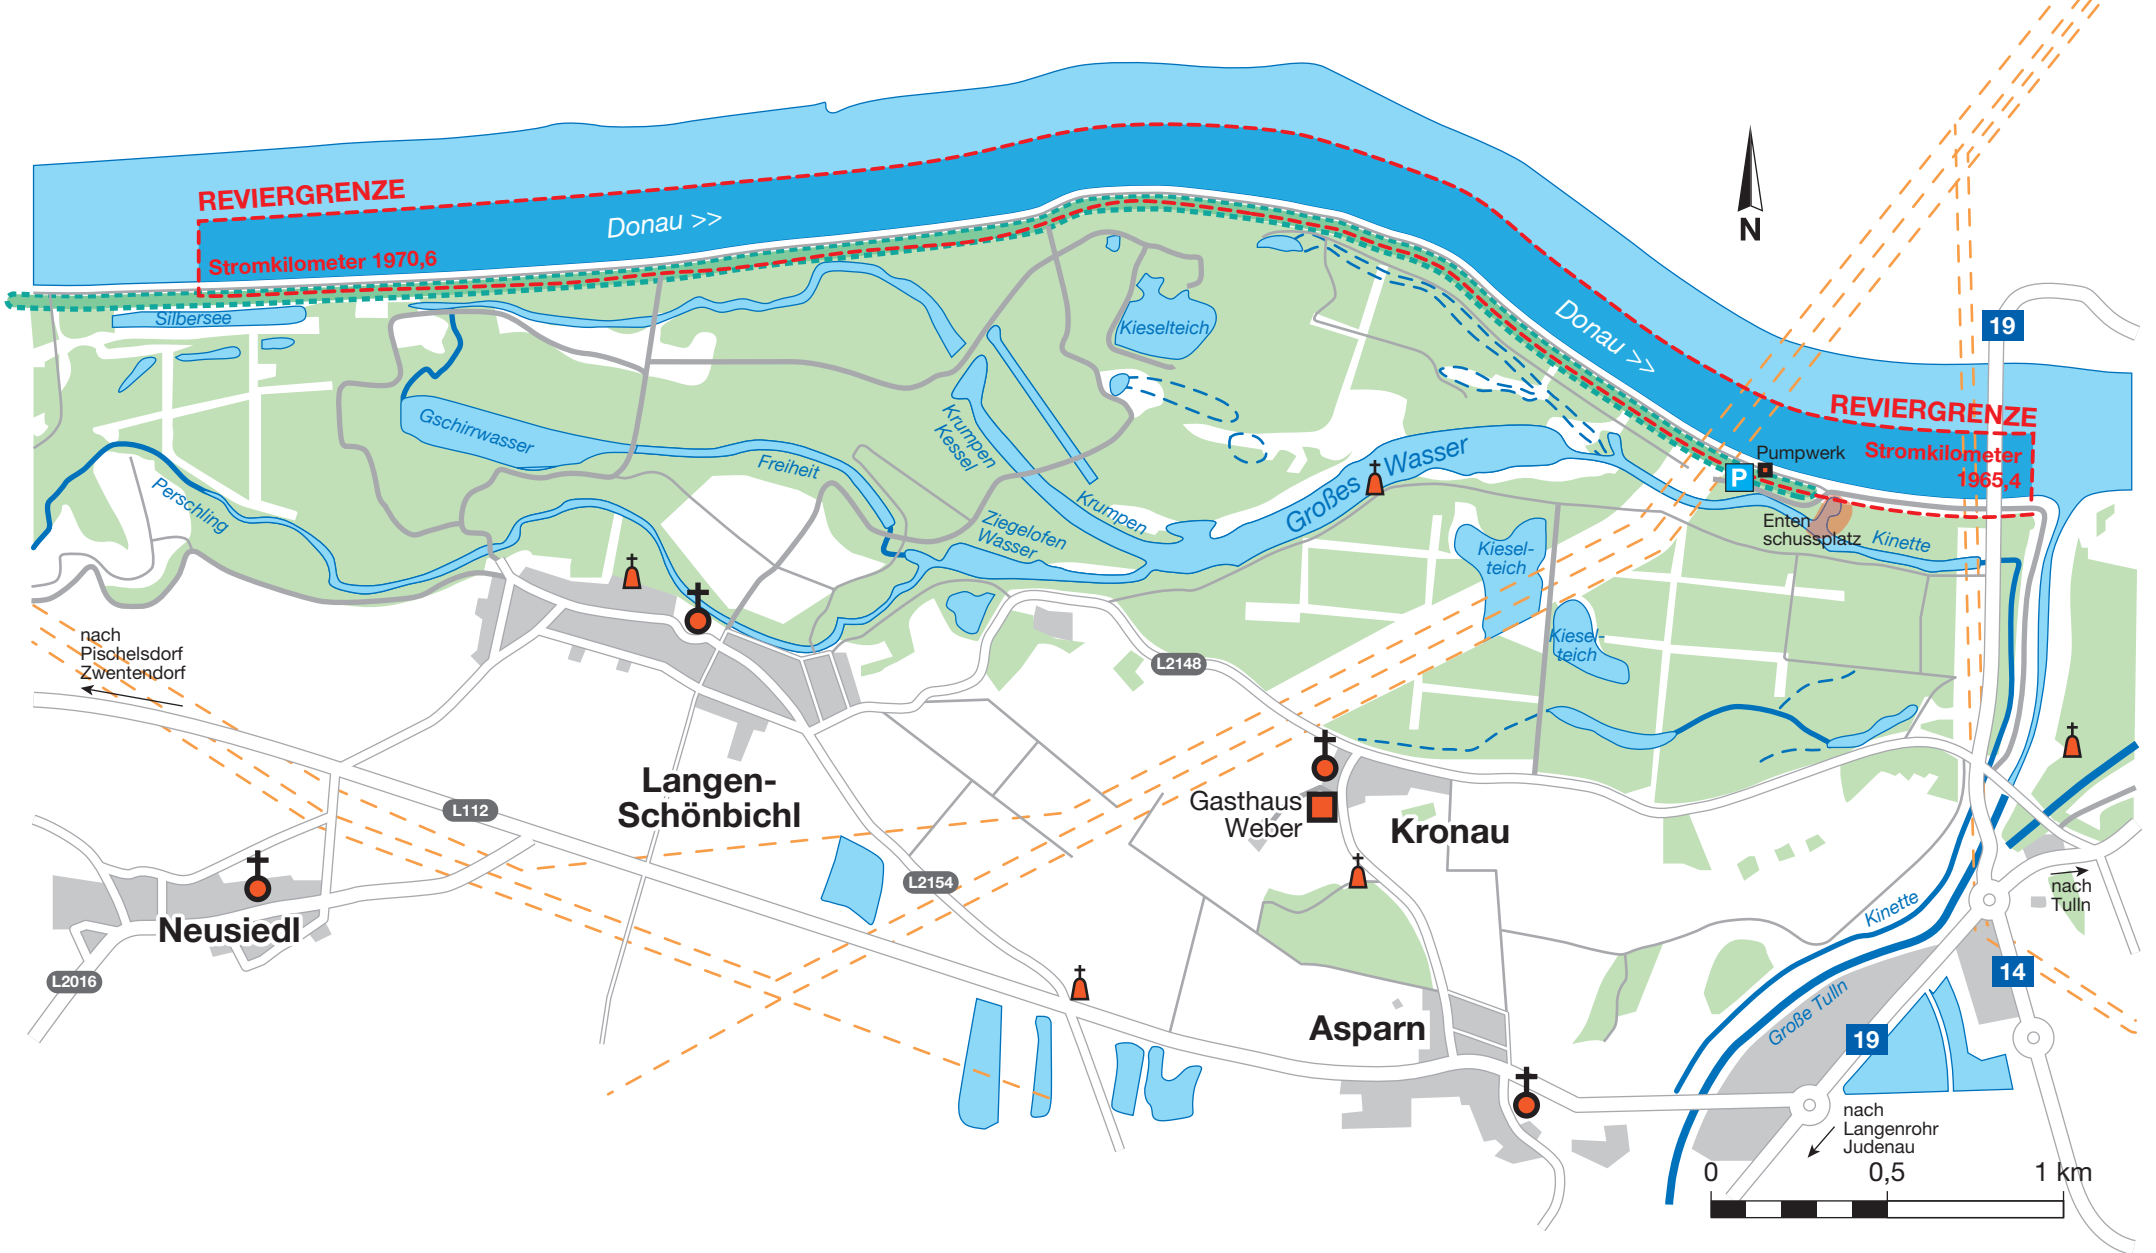 REVIERGRENZE
Stromkilometer 1970,6
Donau >>
Silbersee
Kieselteich
Gschirrwasser
Perschling
Freiheit
Krumpen
Kessel
Krumpen
Ziegelofen
Wasser
Großes Wasser
Donau >>
N
19
REVIERGRENZE
Stromkilometer
1965,4
Pumpwerk
P
Enten
schussplatz
Kinette
Kiesel-
teich
Kiesel-
teich
nach
Pischelsdorf
Zwentendorf
L2148
L112
Langen-
Schönbichl
Gasthaus
Weber
Kronau
L2154
Neusiedl
L2016
nach
Tulln
Kinette
14
Große Tulln
19
Asparn
nach
Langenrohr
Judenau
0 0,5 1 km